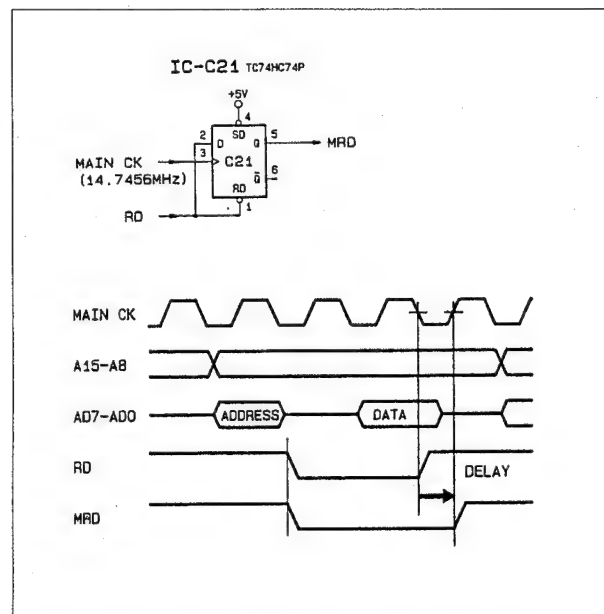 IC-C21 TC74HC74P
+5V
4
2 D SD Q 5 MRD
MAIN CK 3 C21
(14.7456MHz) Q 6
RD
RD 1
MAIN CK
A15-A8
AD7-AD0 ADDRESS DATA
RD DELAY
MRD